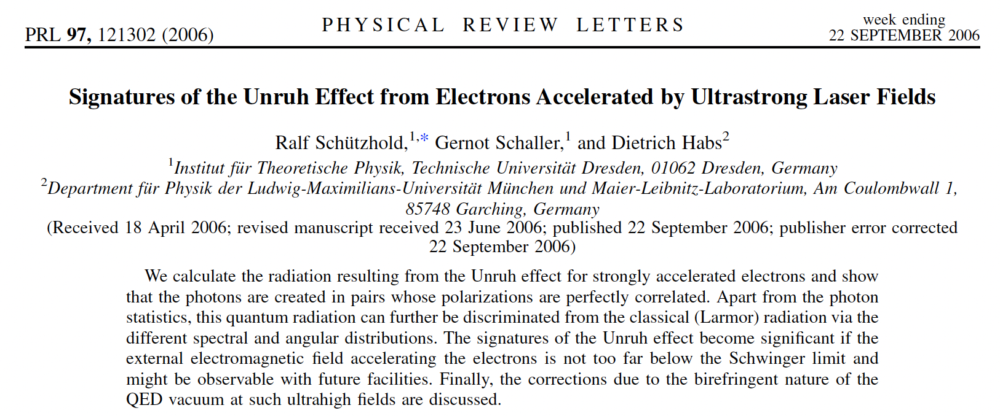 PRL 97, 121302 (2006)
PHYSICAL REVIEW LETTERS
week ending
22 SEPTEMBER 2006
Signatures of the Unruh Effect from Electrons Accelerated by Ultrastrong Laser Fields
Ralf Schützhold,1,* Gernot Schaller,1 and Dietrich Habs2
1Institut für Theoretische Physik, Technische Universität Dresden, 01062 Dresden, Germany
2Department für Physik der Ludwig-Maximilians-Universität München und Maier-Leibnitz-Laboratorium, Am Coulombwall 1,
85748 Garching, Germany
(Received 18 April 2006; revised manuscript received 23 June 2006; published 22 September 2006; publisher error corrected
22 September 2006)
We calculate the radiation resulting from the Unruh effect for strongly accelerated electrons and show
that the photons are created in pairs whose polarizations are perfectly correlated. Apart from the photon
statistics, this quantum radiation can further be discriminated from the classical (Larmor) radiation via the
different spectral and angular distributions. The signatures of the Unruh effect become significant if the
external electromagnetic field accelerating the electrons is not too far below the Schwinger limit and
might be observable with future facilities. Finally, the corrections due to the birefringent nature of the
QED vacuum at such ultrahigh fields are discussed.